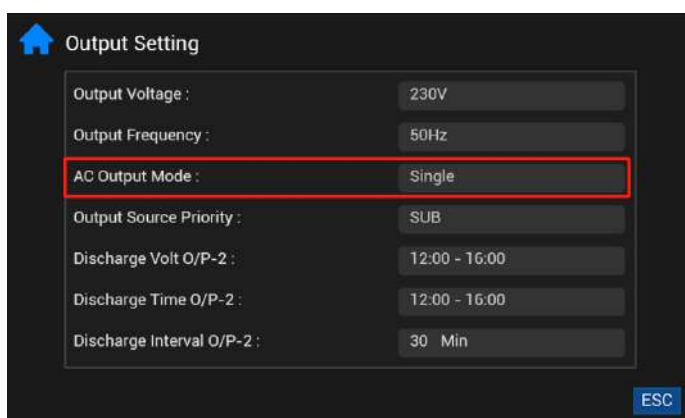 Output Setting
Output Voltage : 230V
Output Frequency : 50Hz
AC Output Mode : Single
Output Source Priority : SUB
Discharge Volt O/P-2 : 12:00 - 16:00
Discharge Time O/P-2 : 12:00 - 16:00
Discharge Interval O/P-2 : 30 Min
ESC